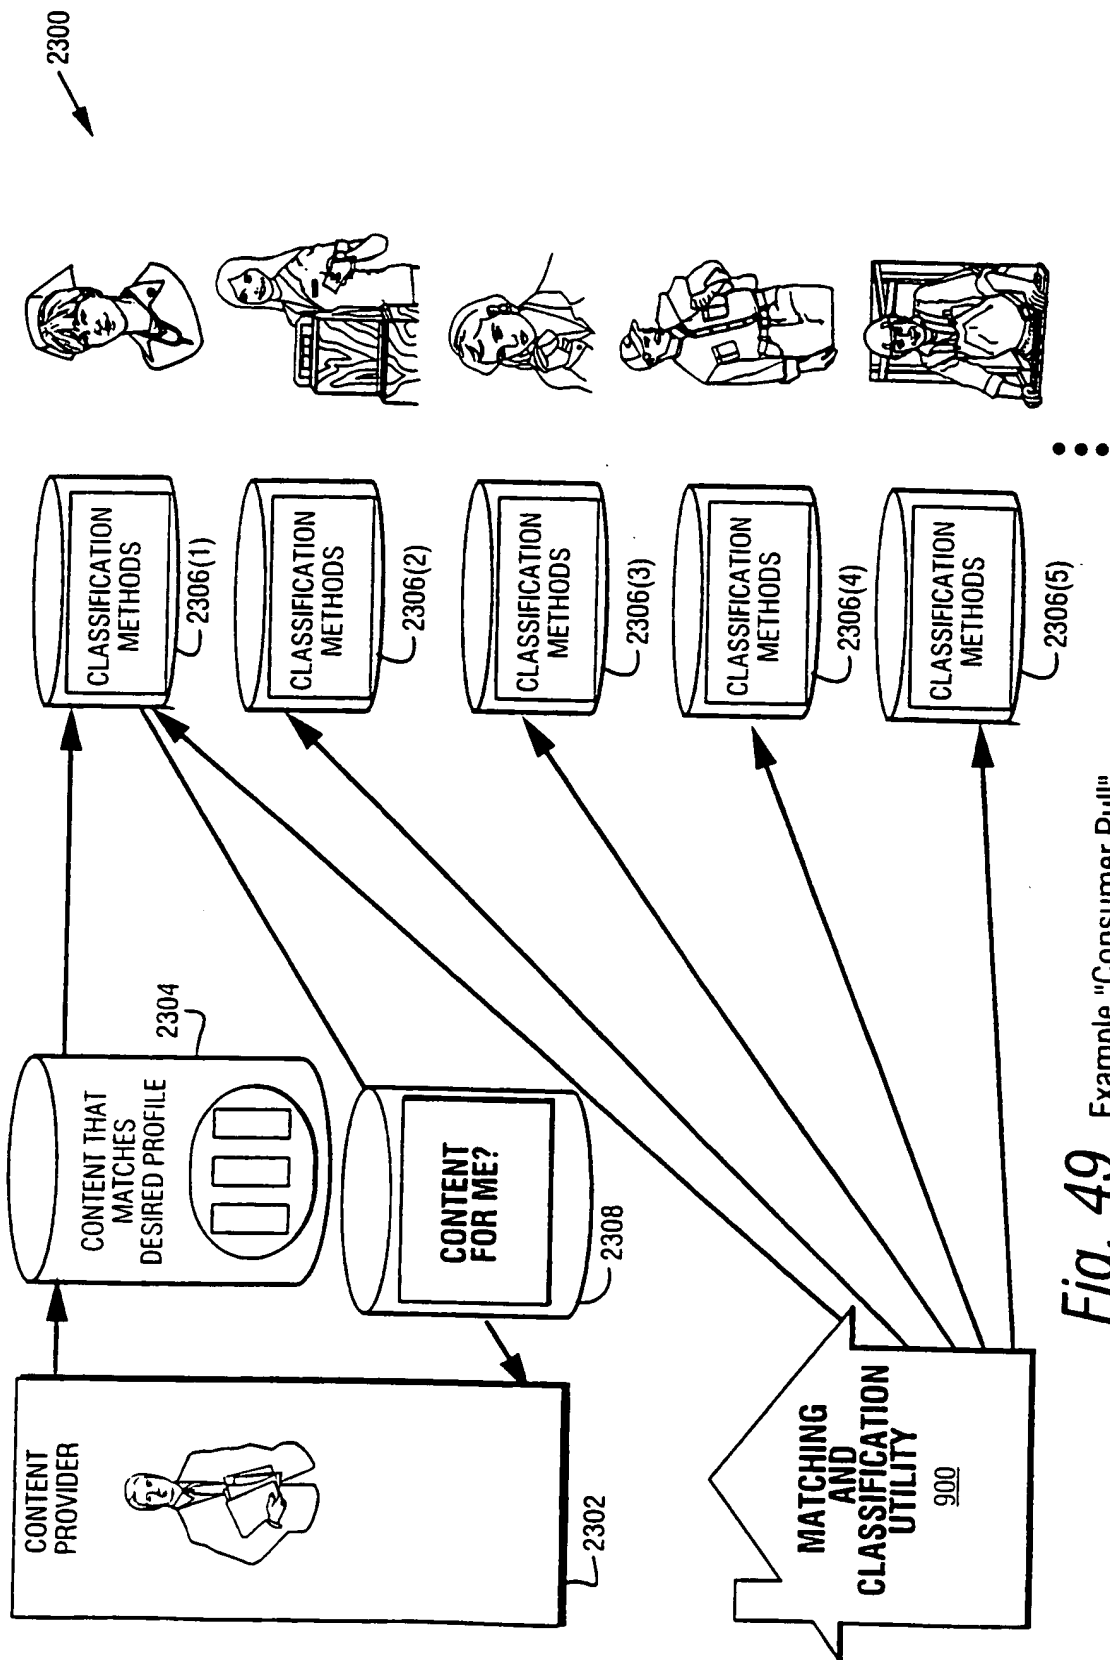 2300
CONTENT
PROVIDER
2302
CONTENT THAT
MATCHES
DESIRED PROFILE
2304
CONTENT
FOR ME?
2308
MATCHING
AND
CLASSIFICATION
UTILITY
900
CLASSIFICATION
METHODS
2306(1)
CLASSIFICATION
METHODS
2306(2)
CLASSIFICATION
METHODS
2306(3)
CLASSIFICATION
METHODS
2306(4)
CLASSIFICATION
METHODS
2306(5)
Fig. 49 Example "Consumer Pull"